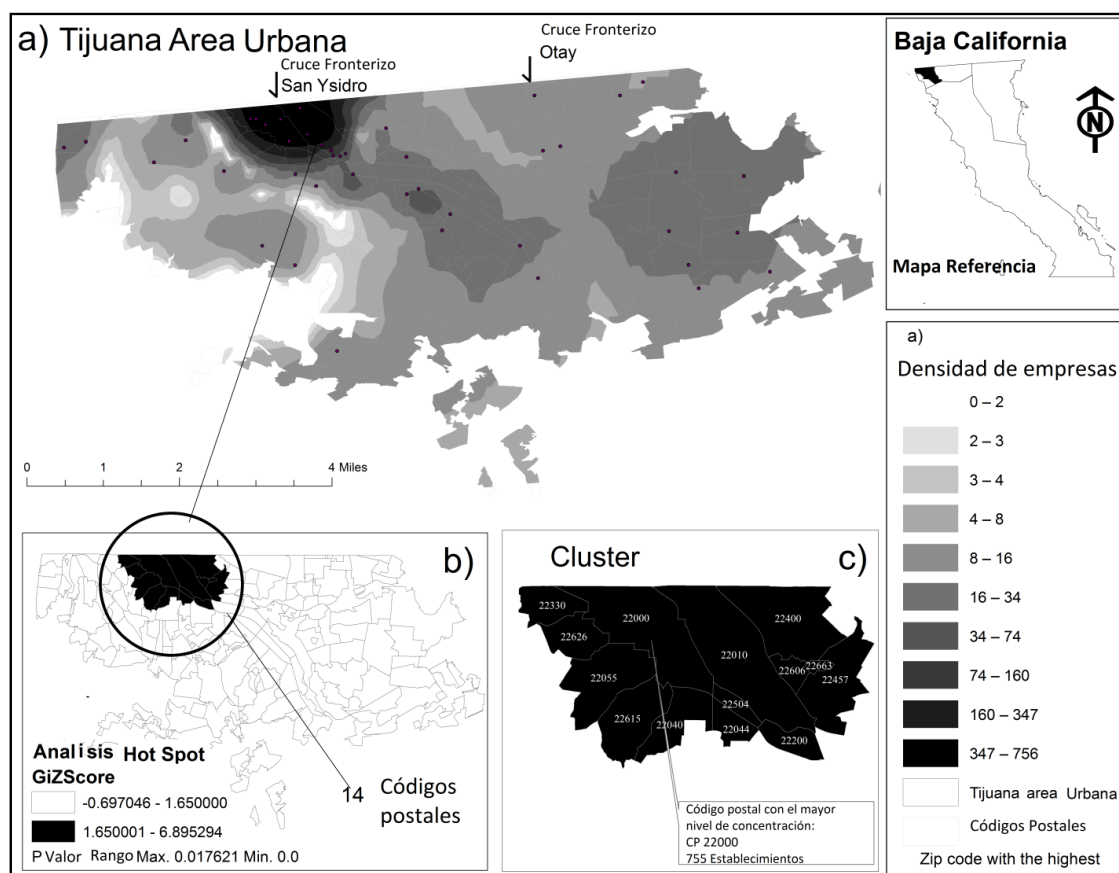 a) Tijuana Area Urbana
Cruce Fronterizo
San Ysidro
Cruce Fronterizo
Otay
0 1 2 4 Miles
Baja California
N
Mapa Referencia
b)
Analisis Hot Spot
GiZScore
-0.697046 - 1.650000
1.650001 - 6.895294
P Valor Rango Max. 0.017621 Min. 0.0
14 Códigos
postales
Cluster
c)
22330
22000
22400
22626
22010
22663
22606
22457
22055
22504
22615
22040
22044
22200
Código postal con el mayor
nivel de concentración:
CP 22000
755 Establecimientos
a)
Densidad de empresas
0 – 2
2 – 3
3 – 4
4 – 8
8 – 16
16 – 34
34 – 74
74 – 160
160 – 347
347 – 756
Tijuana area Urbana
Códigos Postales
Zip code with the highest